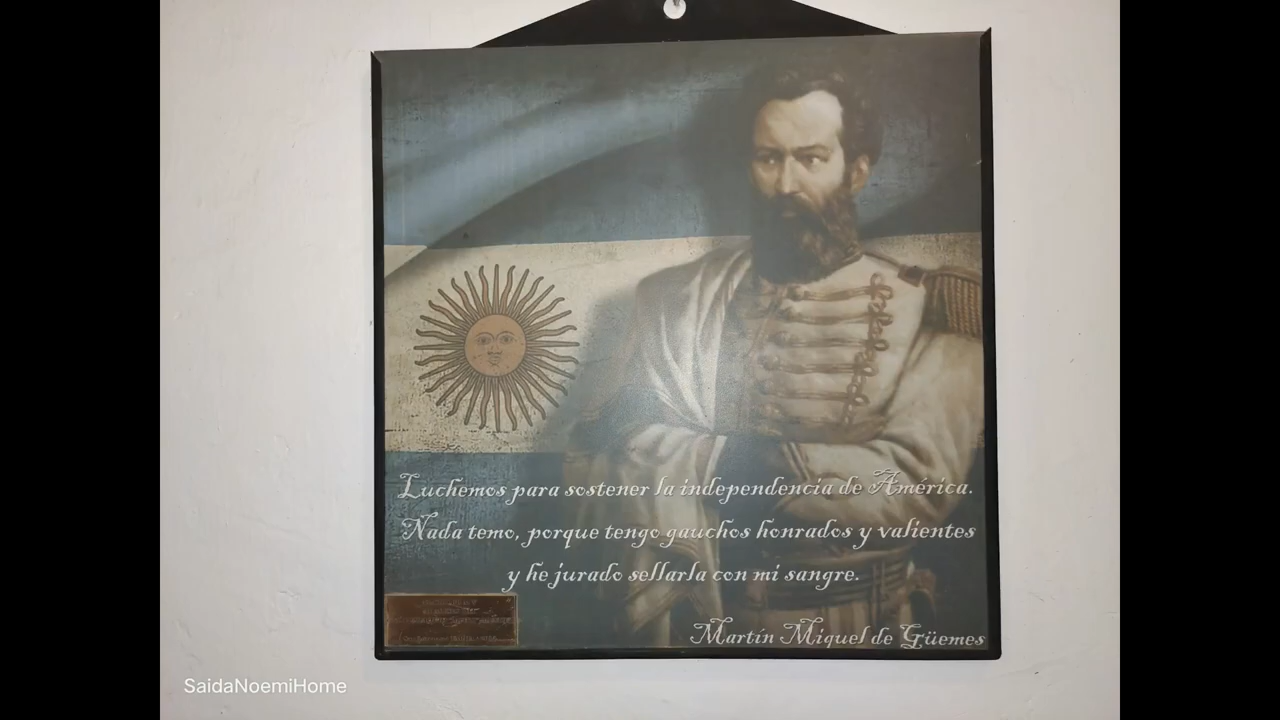 Luchemos para sostener la independencia de América.
Nada temo, porque tengo gauchos honrados y valientes
y he jurado sellarla con mi sangre.
Martín Miguel de Güemes
SaidaNoemiHome